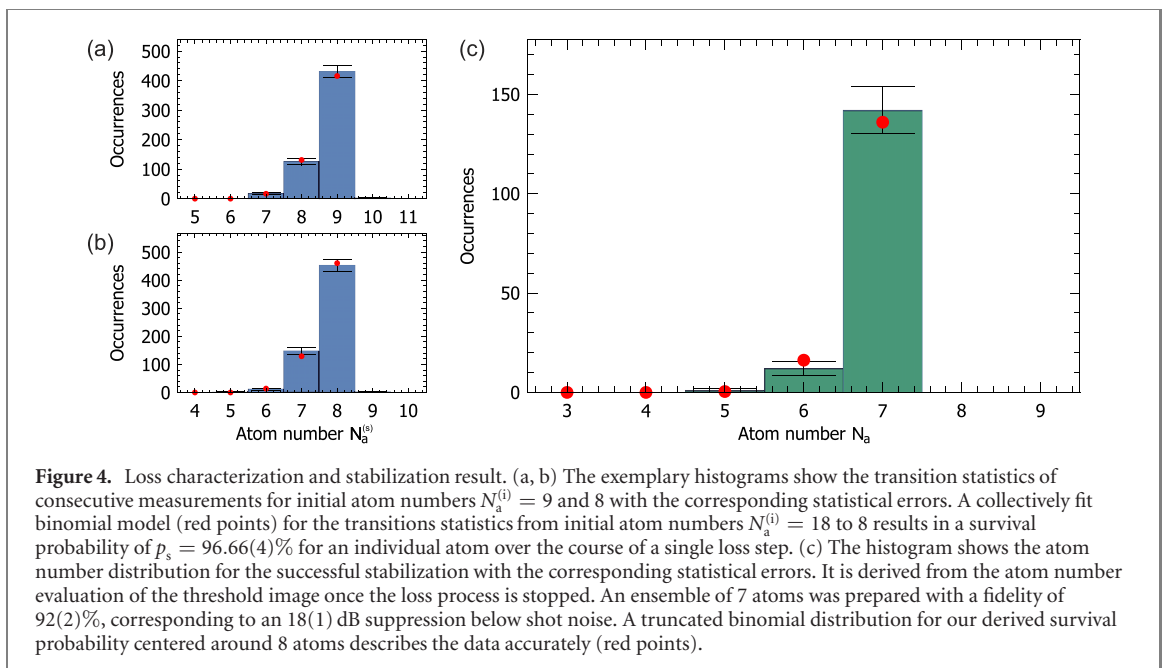 (a)
500
400
300
200
100
0
Occurrences
5 6 7 8 9 10 11
(b)
500
400
300
200
100
0
Occurrences
4 5 6 7 8 9 10
Atom number N_a^(s)
(c)
150
100
50
0
Occurrences
3 4 5 6 7 8 9
Atom number N_a
Figure 4. Loss characterization and stabilization result. (a, b) The exemplary histograms show the transition statistics of
consecutive measurements for initial atom numbers N_a^(i) = 9 and 8 with the corresponding statistical errors. A collectively fit
binomial model (red points) for the transitions statistics from initial atom numbers N_a^(i) = 18 to 8 results in a survival
probability of p_s = 96.66(4)% for an individual atom over the course of a single loss step. (c) The histogram shows the atom
number distribution for the successful stabilization with the corresponding statistical errors. It is derived from the atom number
evaluation of the threshold image once the loss process is stopped. An ensemble of 7 atoms was prepared with a fidelity of
92(2)%, corresponding to an 18(1) dB suppression below shot noise. A truncated binomial distribution for our derived survival
probability centered around 8 atoms describes the data accurately (red points).